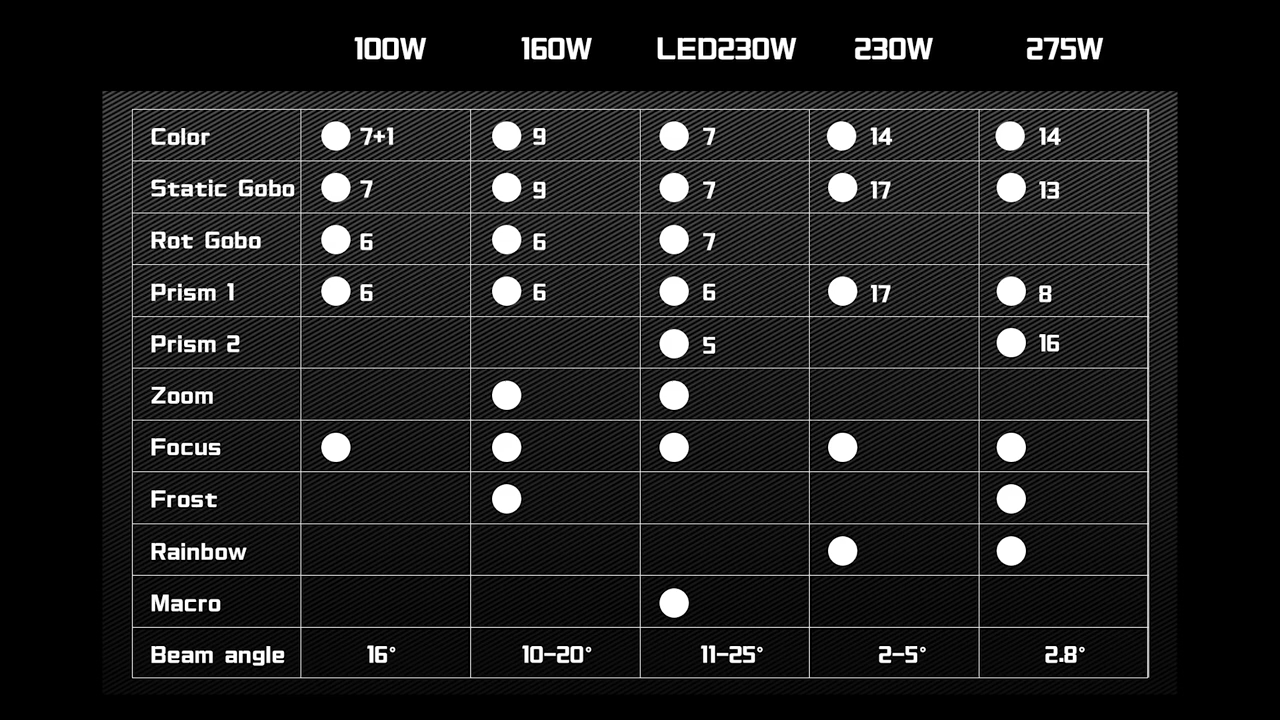 100W 160W LED230W 230W 275W
Color 7+1 9 7 14 14
Static Gobo 7 9 7 17 13
Rot Gobo 6 6 7
Prism 1 6 6 6 17 8
Prism 2 5 16
Zoom
Focus
Frost
Rainbow
Macro
Beam angle 16° 10-20° 11-25° 2-5° 2.8°